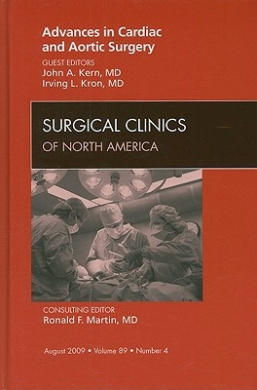 Advances in Cardiac
and Aortic Surgery
GUEST EDITORS
John A. Kern, MD
Irving L. Kron, MD
SURGICAL CLINICS
OF NORTH AMERICA
CONSULTING EDITOR
Ronald F. Martin, MD
August 2009 • Volume 89 • Number 4